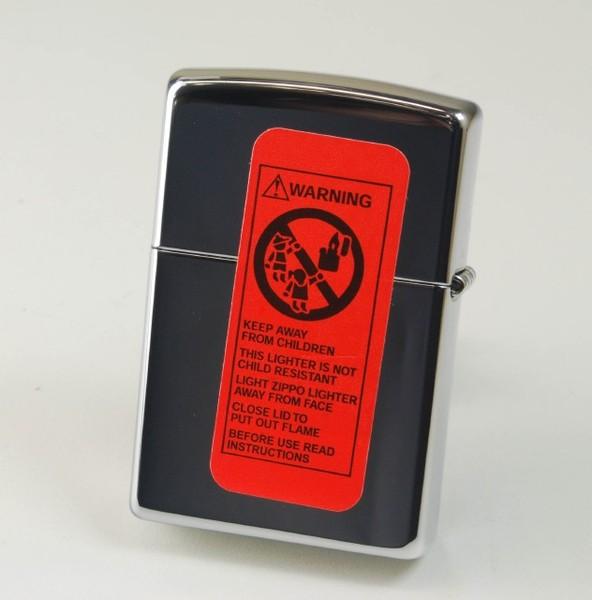 WARNING
KEEP AWAY
FROM CHILDREN
THIS LIGHTER IS NOT
CHILD RESISTANT
LIGHT ZIPPO LIGHTER
AWAY FROM FACE
CLOSE LID TO
PUT OUT FLAME
BEFORE USE READ
INSTRUCTIONS